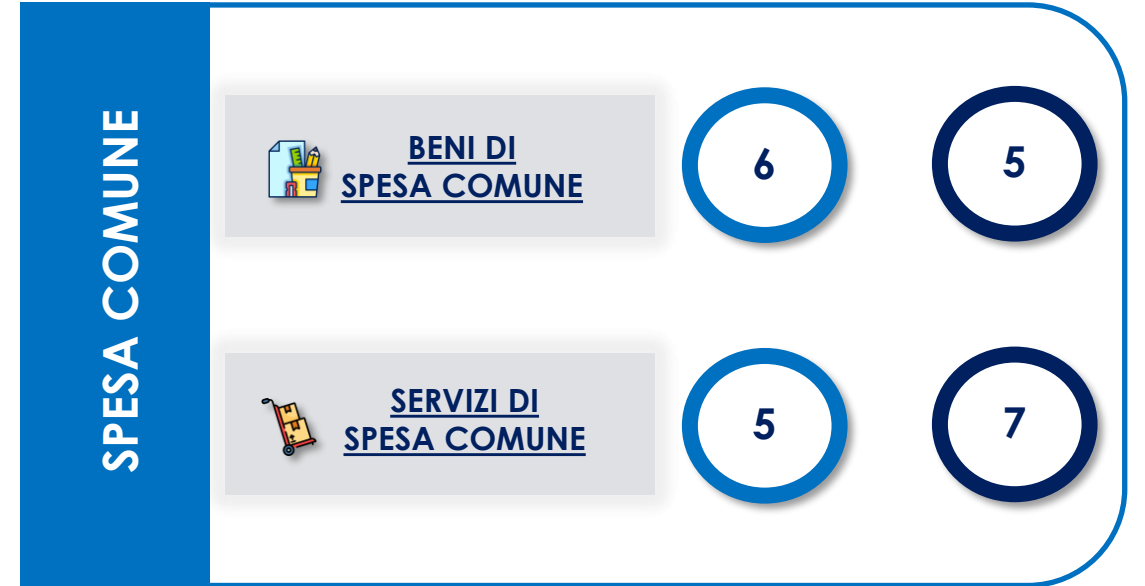 SPESA COMUNE
BENI DI
SPESA COMUNE
6
5
SERVIZI DI
SPESA COMUNE
5
7